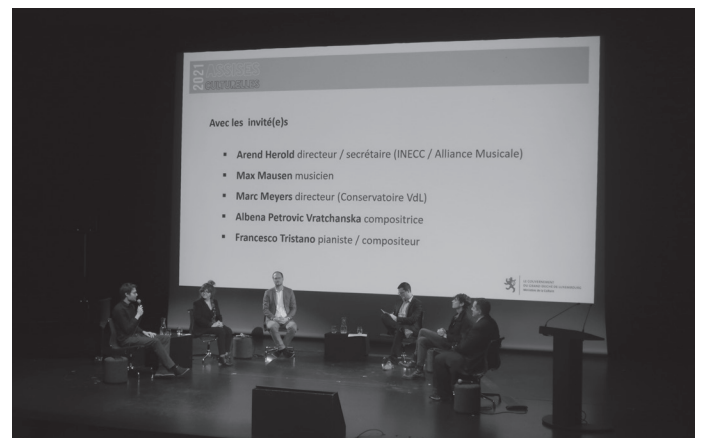 2021
CULTURELLES
Avec les invité(e)s
▪ Arend Herold directeur / secrétaire (INECC / Alliance Musicale)
▪ Max Mausen musicien
▪ Marc Meyers directeur (Conservatoire VdL)
▪ Albena Petrovic Vratchanska compositrice
▪ Francesco Tristano pianiste / compositeur